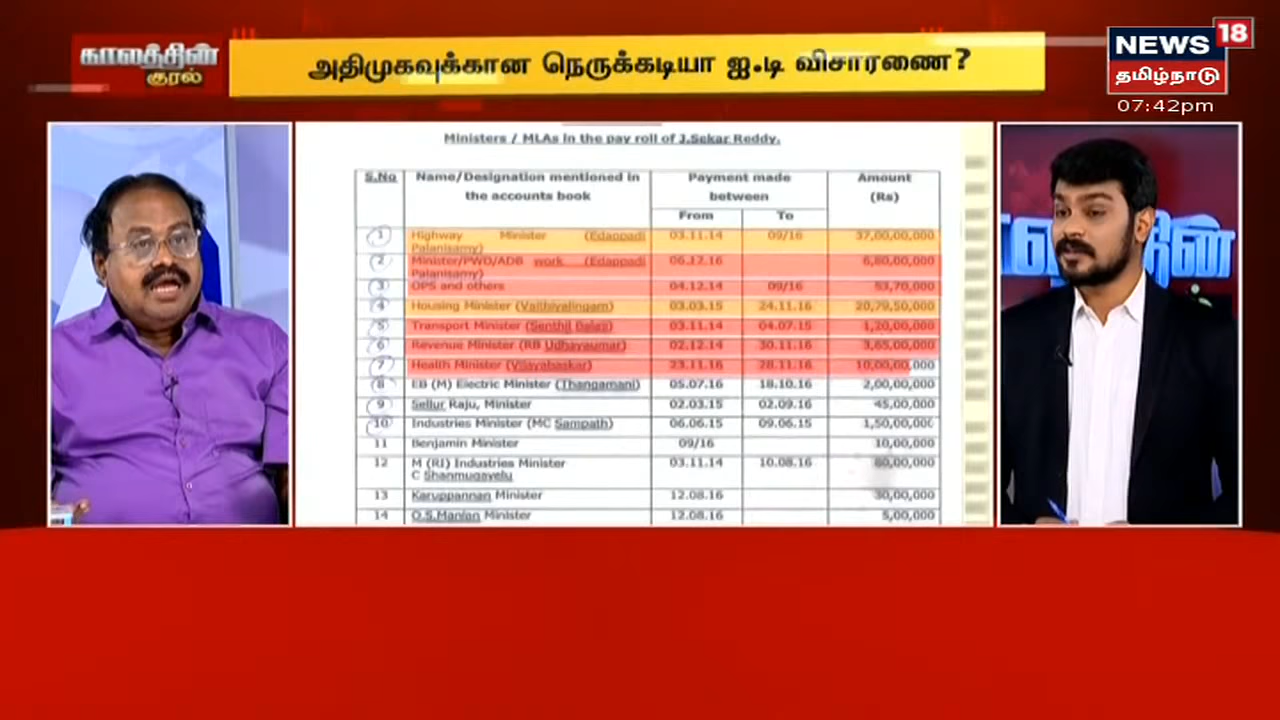 காலத்தின்
குரல்
அதிமுகவுக்கான நெருக்கடியா ஐ.டி விசாரணை?
NEWS 18
தமிழ்நாடு
07:42pm
Ministers / MLAs in the pay roll of J.Sekar Reddy.
S.No Name/Designation mentioned in the accounts book Payment made between Amount (Rs)
From To
1 Highway Minister (Edappadi Palanisamy) 03.11.14 09/16 37,00,00,000
2 Minister/PWD/ADB work (Edappadi Palanisamy) 06.12.16 6,80,00,000
3 OPS and others 04.12.14 09/16 53,70,000
4 Housing Minister (Vaithiyalingam) 03.03.15 24.11.16 20,79,50,000
5 Transport Minister (Senthil Balaji) 03.11.14 04.07.15 1,20,00,000
6 Revenue Minister (RB Udhayaumar) 02.12.14 30.11.16 3,65,00,000
7 Health Minister (Vijayabaskar) 23.11.16 28.11.16 10,00,60,000
8 EB (M) Electric Minister (Thangamani) 05.07.16 18.10.16 2,00,00,000
9 Sellur Raju, Minister 02.03.15 02.09.16 45,00,000
10 Industries Minister (MC Sampath) 06.06.15 09.06.15 1,50,00,000
11 Benjamin Minister 09/16 10,00,000
12 M (RI) Industries Minister C Shanmugavelu 03.11.14 10.08.16 80,00,000
13 Karuppannan Minister 12.08.16 30,00,000
14 O.S.Manian Minister 12.08.16 5,00,000